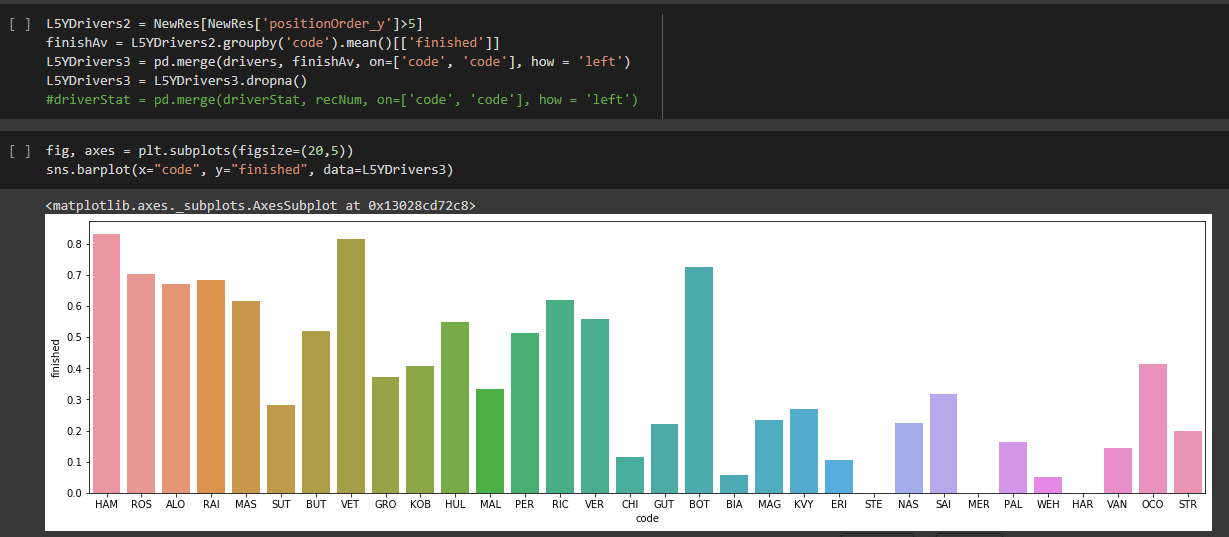 [ ] L5YDrivers2 = NewRes[NewRes['positionOrder_y']>5]
finishAv = L5YDrivers2.groupby('code').mean()[['finished']]
L5YDrivers3 = pd.merge(drivers, finishAv, on=['code', 'code'], how = 'left')
L5YDrivers3 = L5YDrivers3.dropna()
#driverStat = pd.merge(driverStat, recNum, on=['code', 'code'], how = 'left')
[ ] fig, axes = plt.subplots(figsize=(20,5))
sns.barplot(x="code", y="finished", data=L5YDrivers3)
<matplotlib.axes._subplots.AxesSubplot at 0x13028cd72c8>
0.8
0.7
0.6
0.5
0.4
0.3
0.2
0.1
0.0
finished
HAM ROS ALO RAI MAS SUT BUT VET GRO KOB HUL MAL PER RIC VER CHI GUT BOT BIA MAG KVY ERI STE NAS SAI MER PAL WEH HAR VAN OCO STR
code